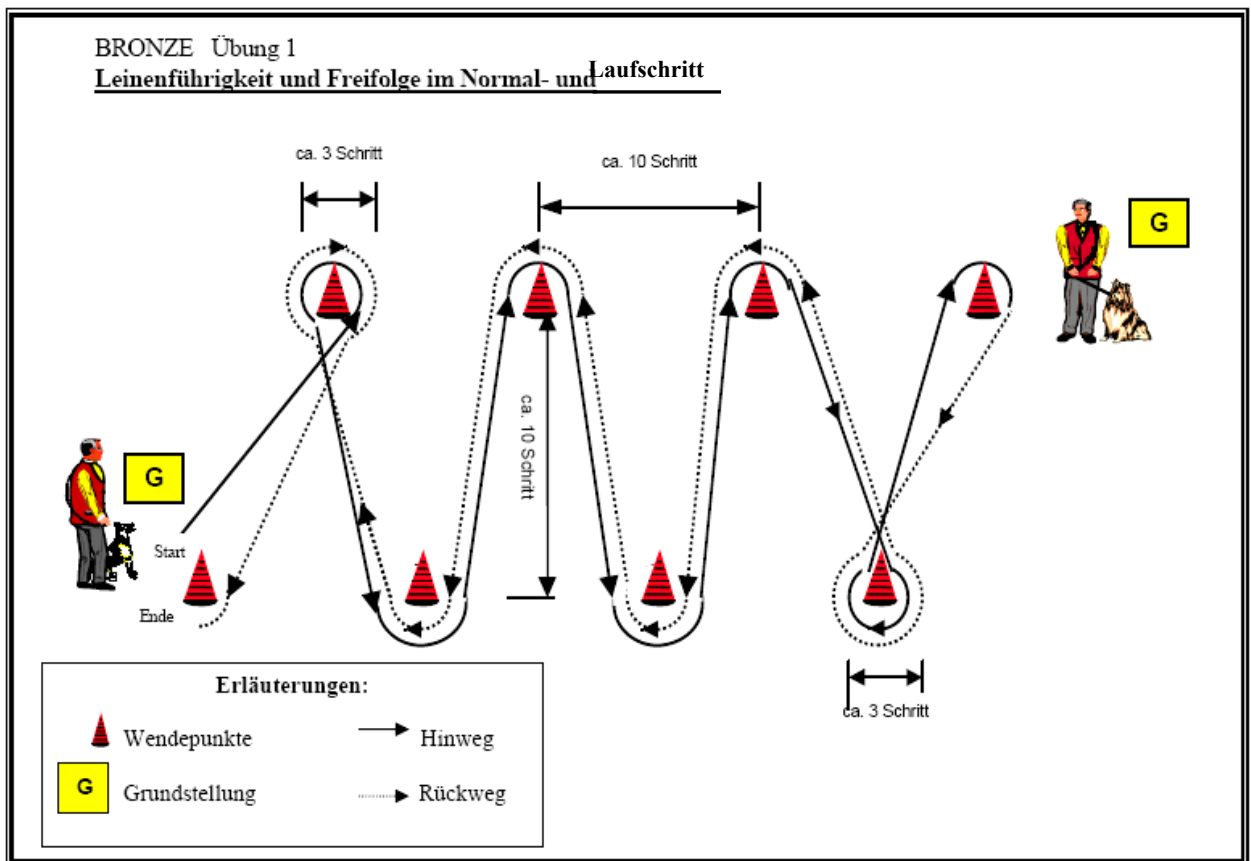 BRONZE Übung 1
Leinenführigkeit und Freifolge im Normal- und Laufschritt
ca. 3 Schritt
ca. 10 Schritt
G
ca. 10 Schritt
G
Start
Ende
ca. 3 Schritt
Erläuterungen:
Wendepunkte
Hinweg
G
Grundstellung
Rückweg